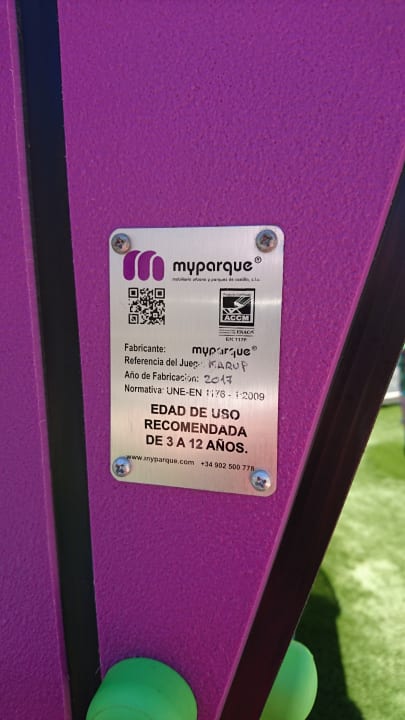 myparque®
mobiliario urbano y parques de castilla, s.l.u.
ACCM
ENAC
EN 1176
Fabricante: myparque®
Referencia del Juego: KARUP
Año de Fabricación: 2017
Normativa: UNE-EN 1176 - 1:2009
EDAD DE USO
RECOMENDADA
DE 3 A 12 AÑOS.
www.myparque.com +34 902 500 778